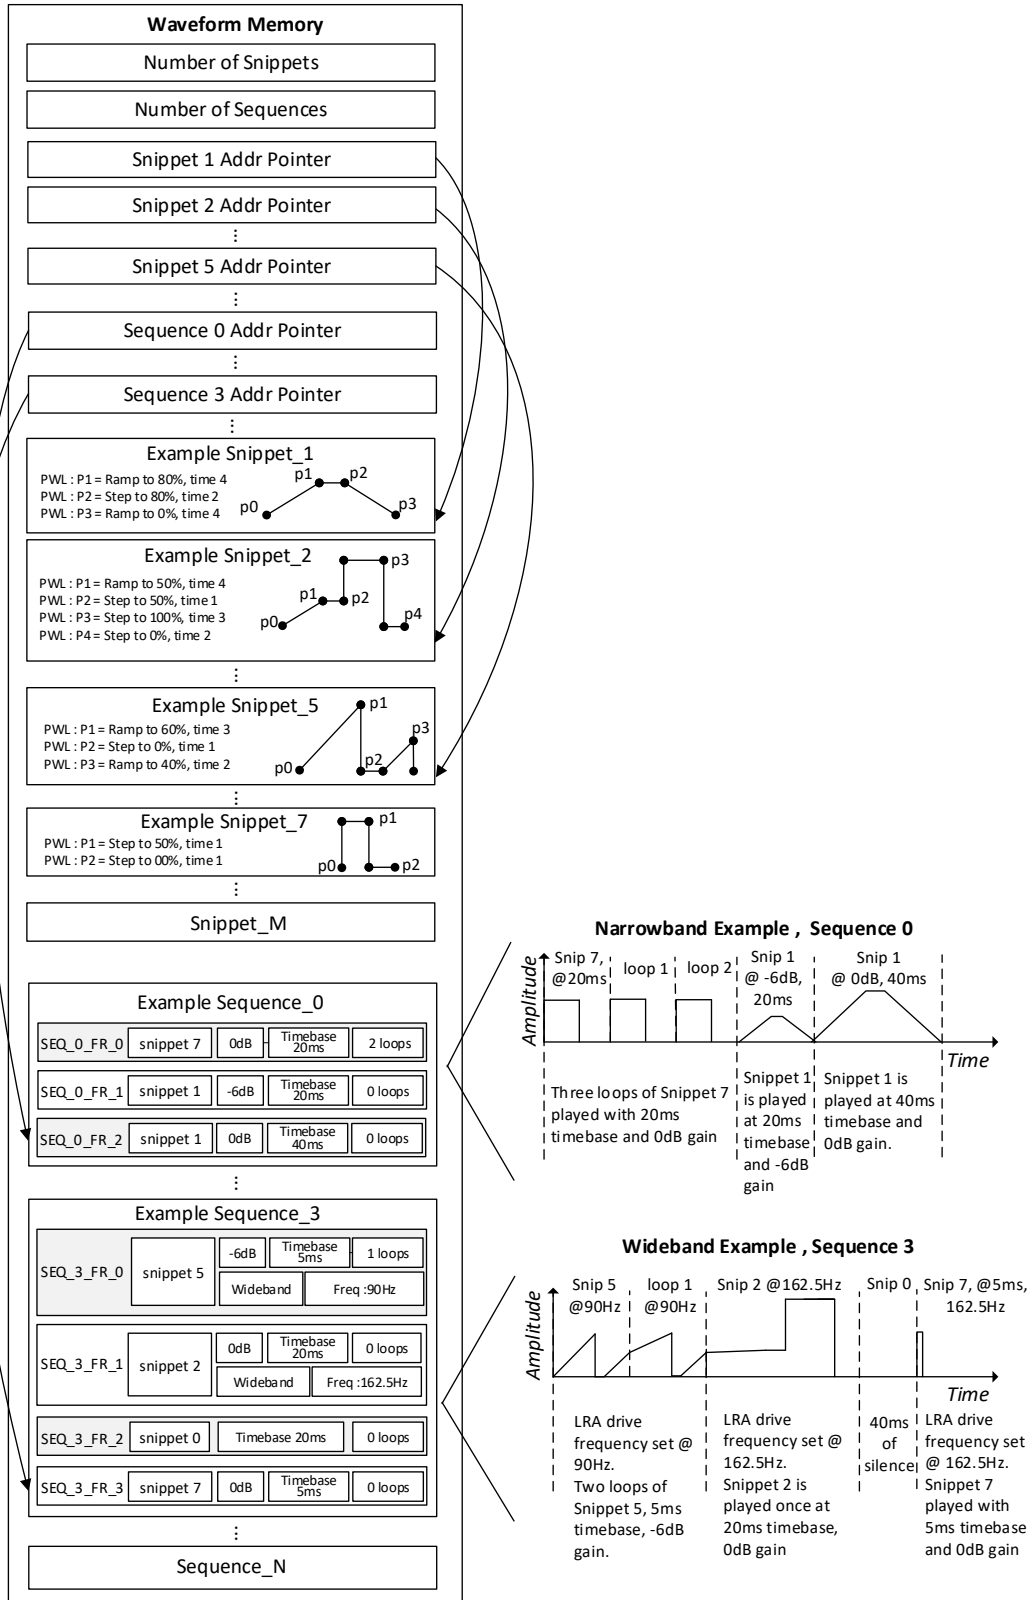 Waveform Memory
Number of Snippets
Number of Sequences
Snippet 1 Addr Pointer
Snippet 2 Addr Pointer
Snippet 5 Addr Pointer
Sequence 0 Addr Pointer
Sequence 3 Addr Pointer
Example Snippet_1
PWL : P1 = Ramp to 80%, time 4
PWL : P2 = Step to 80%, time 2
PWL : P3 = Ramp to 0%, time 4
p0
p1
p2
p3
Example Snippet_2
PWL : P1 = Ramp to 50%, time 4
PWL : P2 = Step to 50%, time 1
PWL : P3 = Step to 100%, time 3
PWL : P4 = Step to 0%, time 2
p0
p1
p2
p3
p4
Example Snippet_5
PWL : P1 = Ramp to 60%, time 3
PWL : P2 = Step to 0%, time 1
PWL : P3 = Ramp to 40%, time 2
p0
p1
p2
p3
Example Snippet_7
PWL : P1 = Step to 50%, time 1
PWL : P2 = Step to 00%, time 1
p0
p1
p2
Snippet_M
Example Sequence_0
SEQ_0_FR_0 snippet 7 0dB Timebase 20ms 2 loops
SEQ_0_FR_1 snippet 1 -6dB Timebase 20ms 0 loops
SEQ_0_FR_2 snippet 1 0dB Timebase 40ms 0 loops
Example Sequence_3
SEQ_3_FR_0 snippet 5 -6dB Timebase 5ms 1 loops
Wideband Freq :90Hz
SEQ_3_FR_1 snippet 2 0dB Timebase 20ms 0 loops
Wideband Freq :162.5Hz
SEQ_3_FR_2 snippet 0 Timebase 20ms 0 loops
SEQ_3_FR_3 snippet 7 0dB Timebase 5ms 0 loops
Sequence_N
Narrowband Example , Sequence 0
Amplitude
Snip 7,
@20ms
loop 1
loop 2
Snip 1
@ -6dB,
20ms
Snip 1
@ 0dB, 40ms
Time
Three loops of Snippet 7
played with 20ms
timebase and 0dB gain
Snippet 1
is played
at 20ms
timebase
and -6dB
gain
Snippet 1 is
played at 40ms
timebase and
0dB gain.
Wideband Example , Sequence 3
Amplitude
Snip 5
@90Hz
loop 1
@90Hz
Snip 2 @162.5Hz
Snip 0
Snip 7, @5ms,
162.5Hz
Time
LRA drive
frequency set @
90Hz.
Two loops of
Snippet 5, 5ms
timebase, -6dB
gain.
LRA drive
frequency set @
162.5Hz.
Snippet 2 is
played once at
20ms timebase,
0dB gain
40ms
of
silence
LRA drive
frequency set
@ 162.5Hz.
Snippet 7
played with
5ms timebase
and 0dB gain